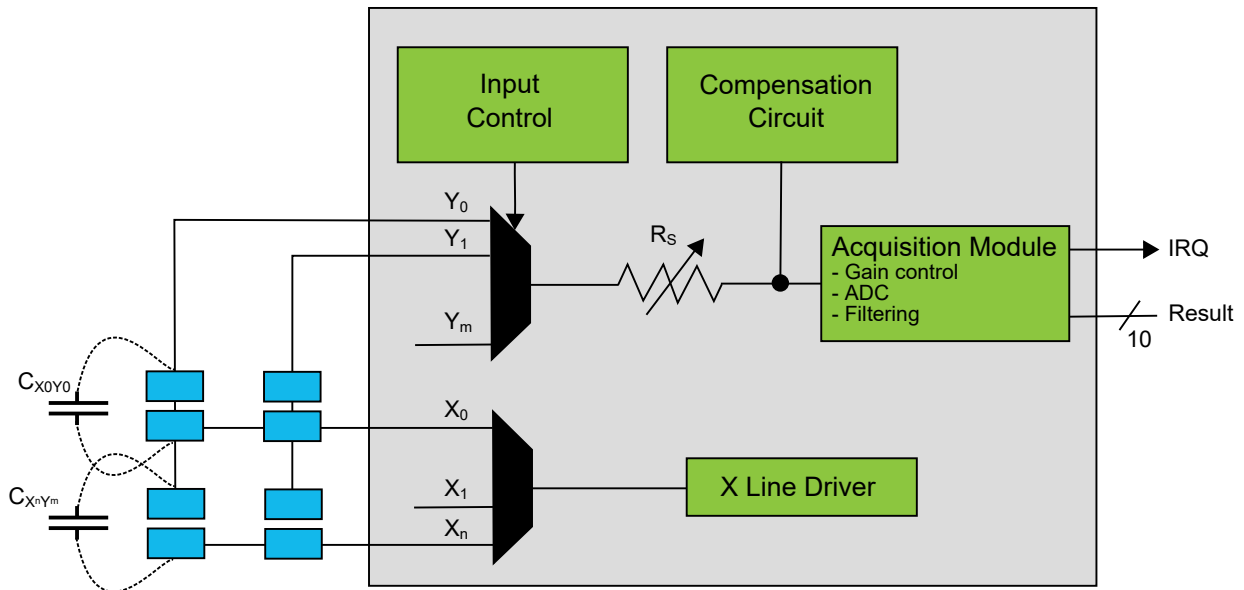 Input
Control
Compensation
Circuit
Y0
Y1
RS
Acquisition Module
- Gain control
- ADC
- Filtering
IRQ
Result
10
Ym
CX0Y0
X0
CXnYm
X1
Xn
X Line Driver